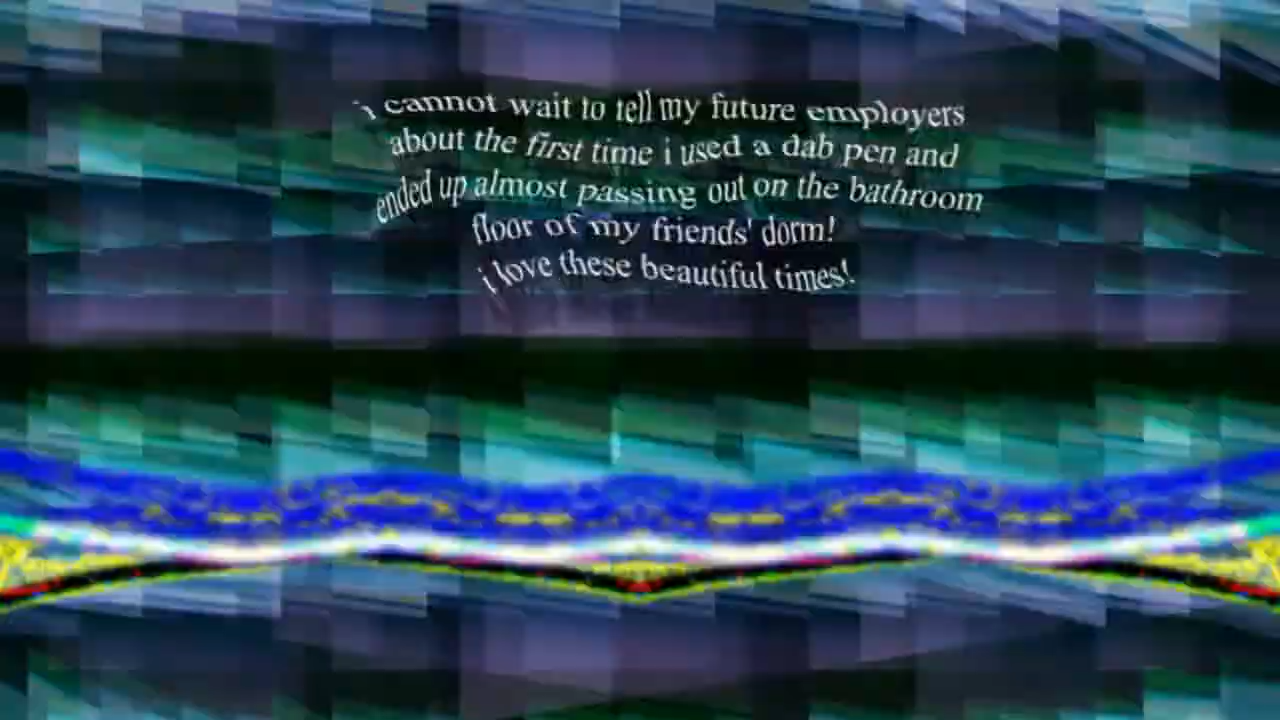 i cannot wait to tell my future employers
about the first time i used a dab pen and
ended up almost passing out on the bathroom
floor of my friends' dorm!
i love these beautiful times!